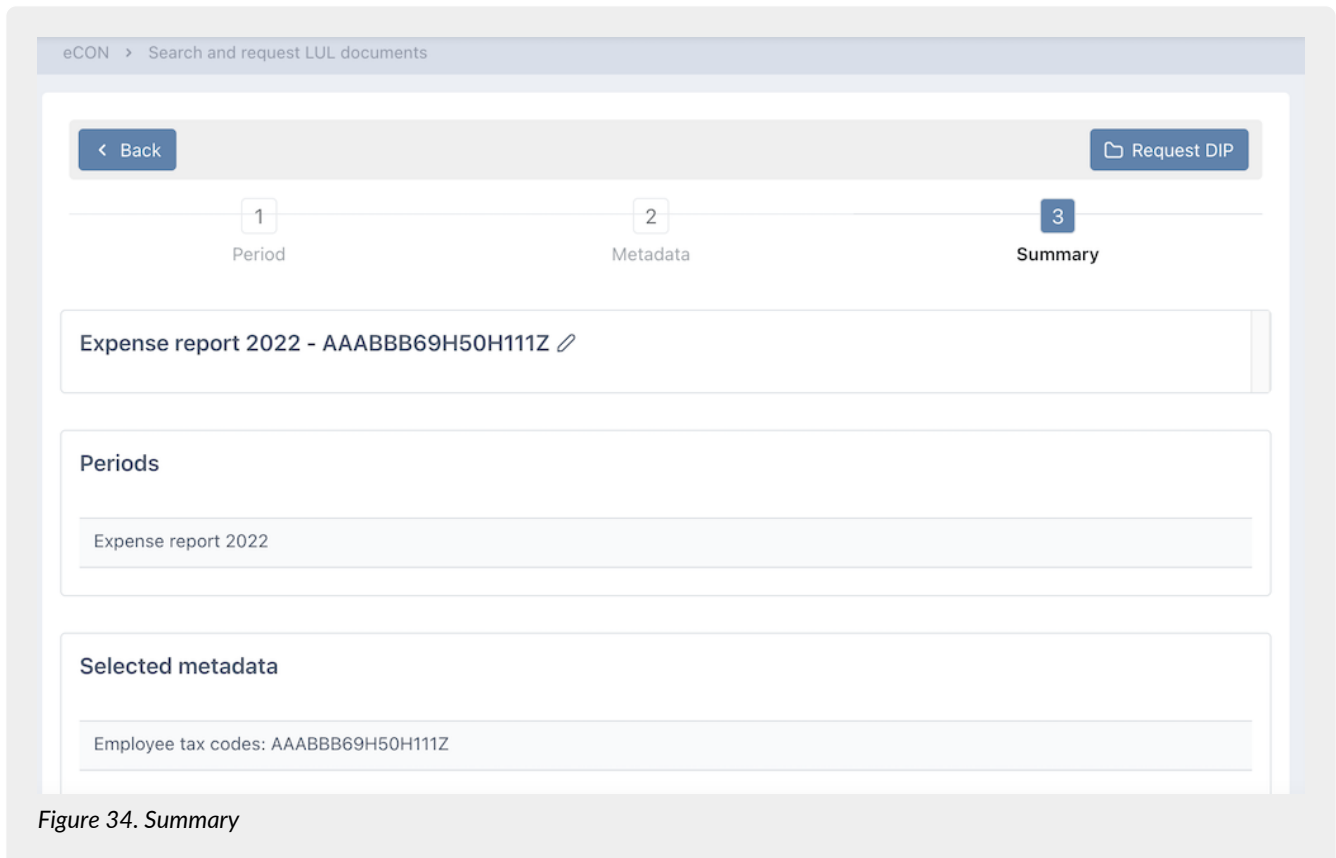 eCON > Search and request LUL documents
Back
Request DIP
1
2
3
Period
Metadata
Summary
Expense report 2022 - AAABBB69H50H111Z
Periods
Expense report 2022
Selected metadata
Employee tax codes: AAABBB69H50H111Z
Figure 34. Summary